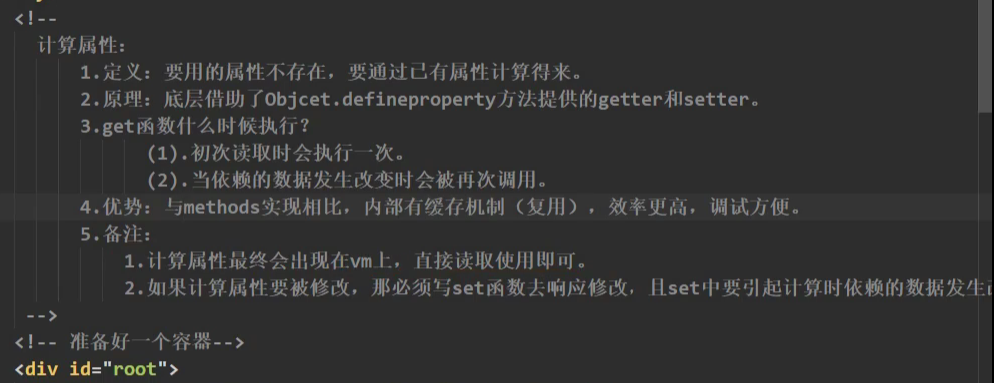 <!--
计算属性:
1.定义：要用的属性不存在，要通过已有属性计算得来。
2.原理：底层借助了Objcet.defineproperty方法提供的getter和setter。
3.get函数什么时候执行？
(1).初次读取时会执行一次。
(2).当依赖的数据发生改变时会被再次调用。
4.优势：与methods实现相比，内部有缓存机制（复用），效率更高，调试方便。
5.备注：
1.计算属性最终会出现在vm上，直接读取使用即可。
2.如果计算属性要被修改，那必须写set函数去响应修改，且set中要引起计算时依赖的数据发生
-->
<!-- 准备好一个容器-->
<div id="root">